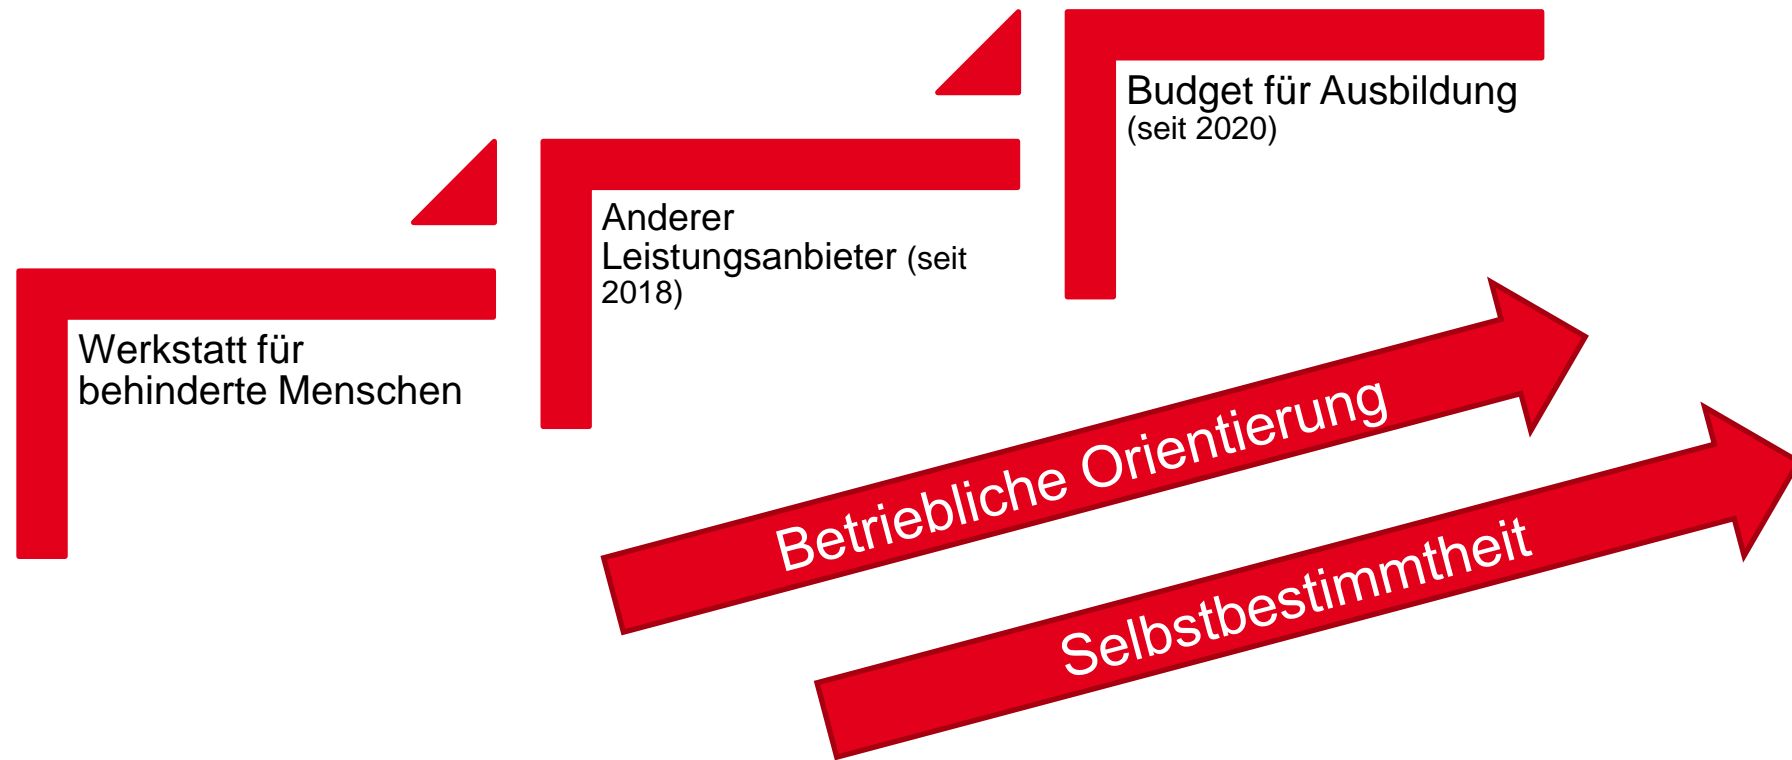 Budget für Ausbildung
(seit 2020)
Anderer
Leistungsanbieter (seit
2018)
Werkstatt für
behinderte Menschen
Betriebliche Orientierung
Selbstbestimmtheit